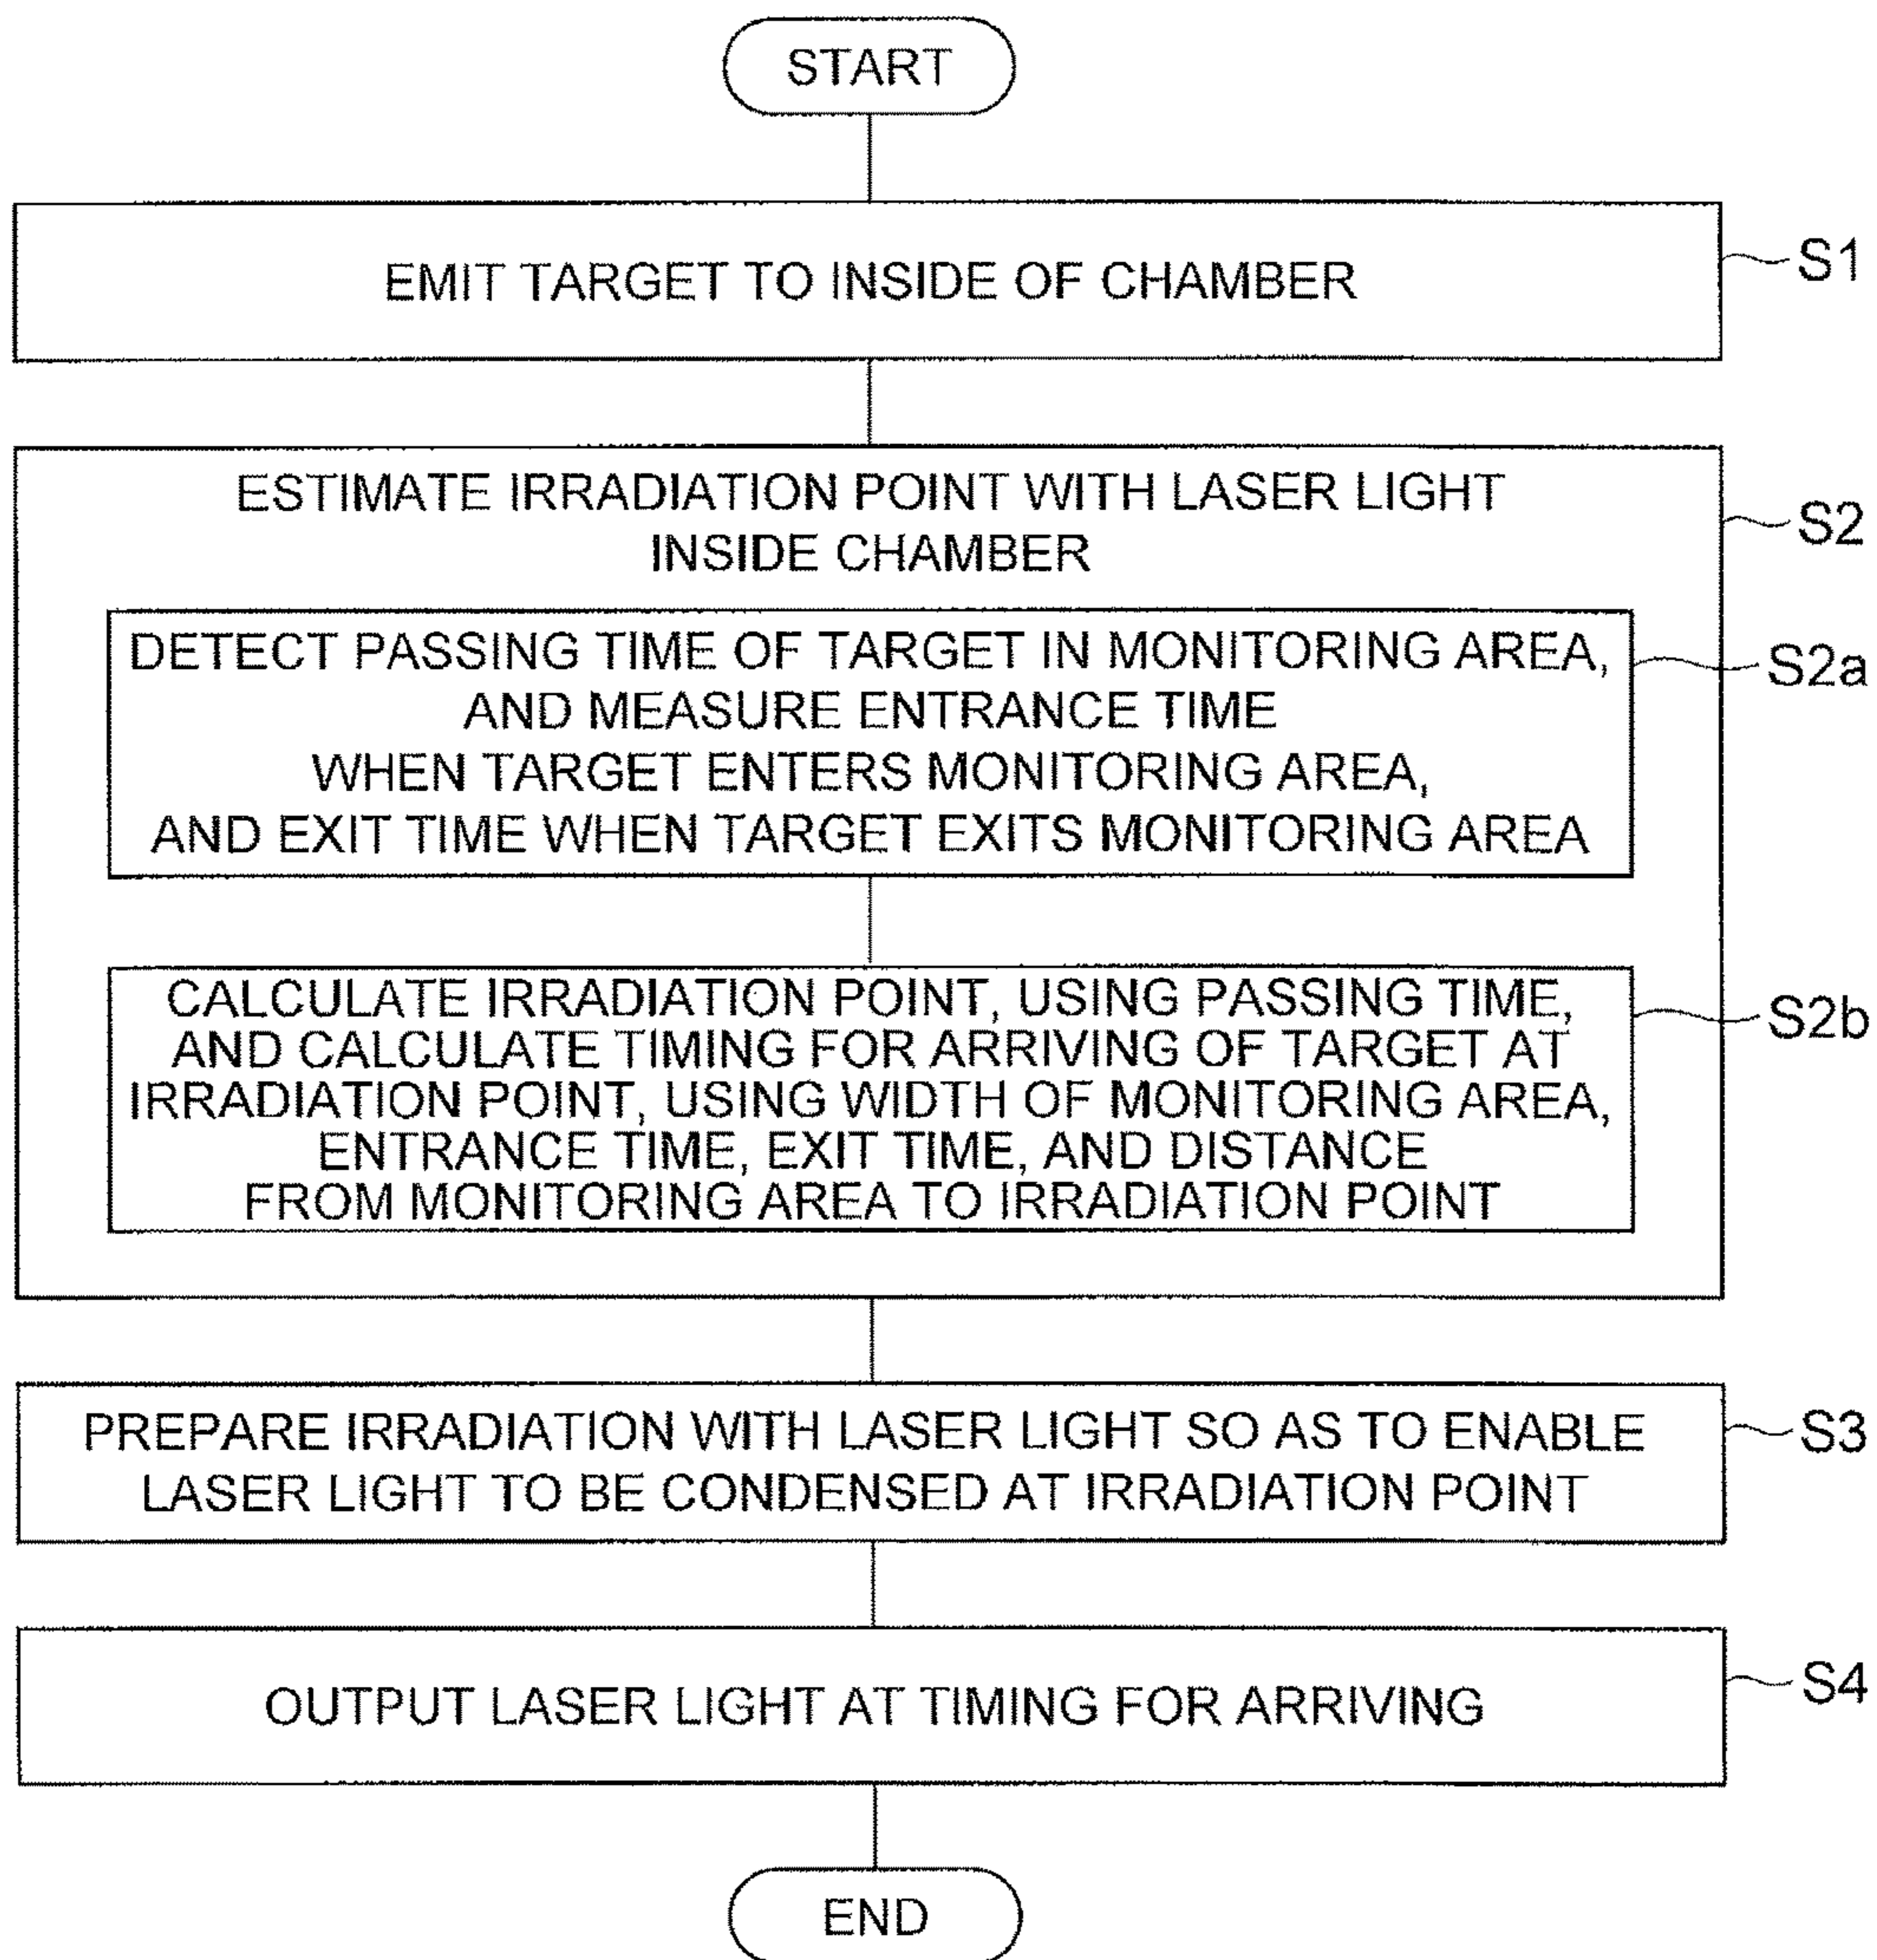 START
EMIT TARGET TO INSIDE OF CHAMBER
S1
ESTIMATE IRRADIATION POINT WITH LASER LIGHT
INSIDE CHAMBER
S2
DETECT PASSING TIME OF TARGET IN MONITORING AREA,
AND MEASURE ENTRANCE TIME
WHEN TARGET ENTERS MONITORING AREA,
AND EXIT TIME WHEN TARGET EXITS MONITORING AREA
S2a
CALCULATE IRRADIATION POINT, USING PASSING TIME,
AND CALCULATE TIMING FOR ARRIVING OF TARGET AT
IRRADIATION POINT, USING WIDTH OF MONITORING AREA,
ENTRANCE TIME, EXIT TIME, AND DISTANCE
FROM MONITORING AREA TO IRRADIATION POINT
S2b
PREPARE IRRADIATION WITH LASER LIGHT SO AS TO ENABLE
LASER LIGHT TO BE CONDENSED AT IRRADIATION POINT
S3
OUTPUT LASER LIGHT AT TIMING FOR ARRIVING
S4
END